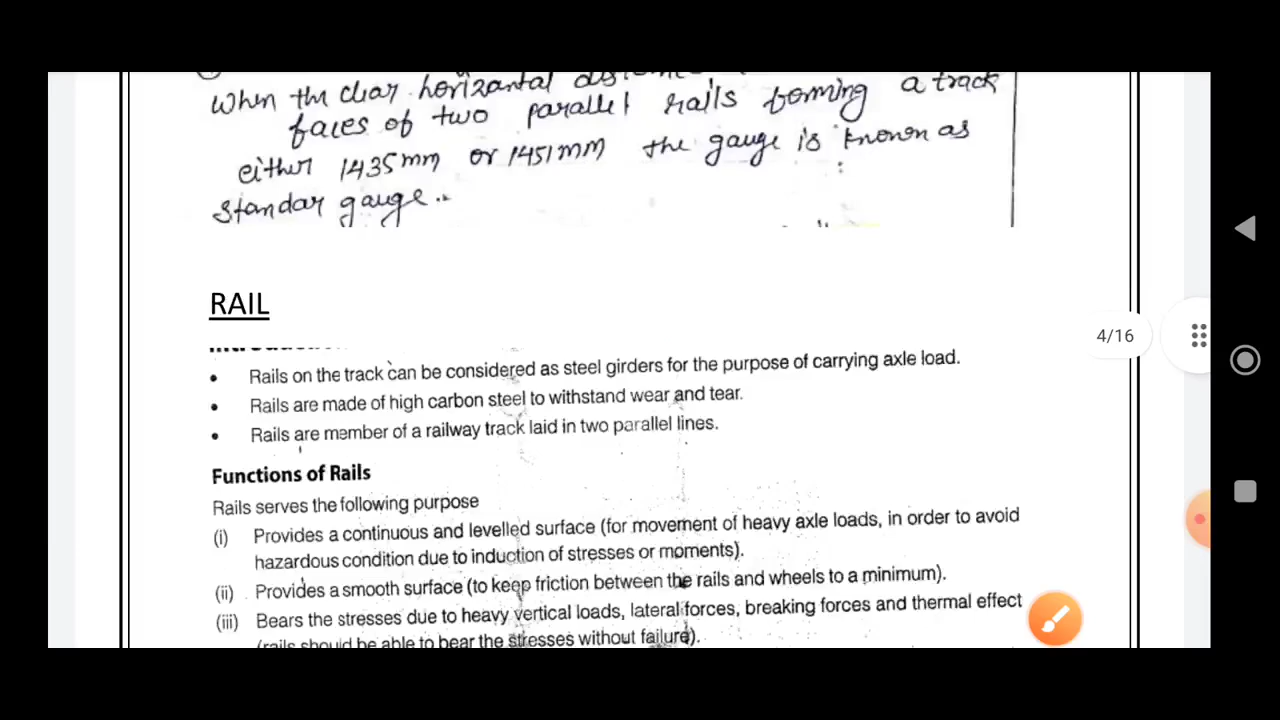 When the clear horizontal
faces of two parallel rails forming a track
either 1435mm or 1451mm the gauge is known as
Standar gauge..
RAIL
• Rails on the track can be considered as steel girders for the purpose of carrying axle load.
• Rails are made of high carbon steel to withstand wear and tear.
• Rails are member of a railway track laid in two parallel lines.
Functions of Rails
Rails serves the following purpose
(i) Provides a continuous and levelled surface (for movement of heavy axle loads, in order to avoid
hazardous condition due to induction of stresses or moments).
(ii) Provides a smooth surface (to keep friction between the rails and wheels to a minimum).
(iii) Bears the stresses due to heavy vertical loads, lateral forces, breaking forces and thermal effect
(rails should be able to bear the stresses without failure).
4/16